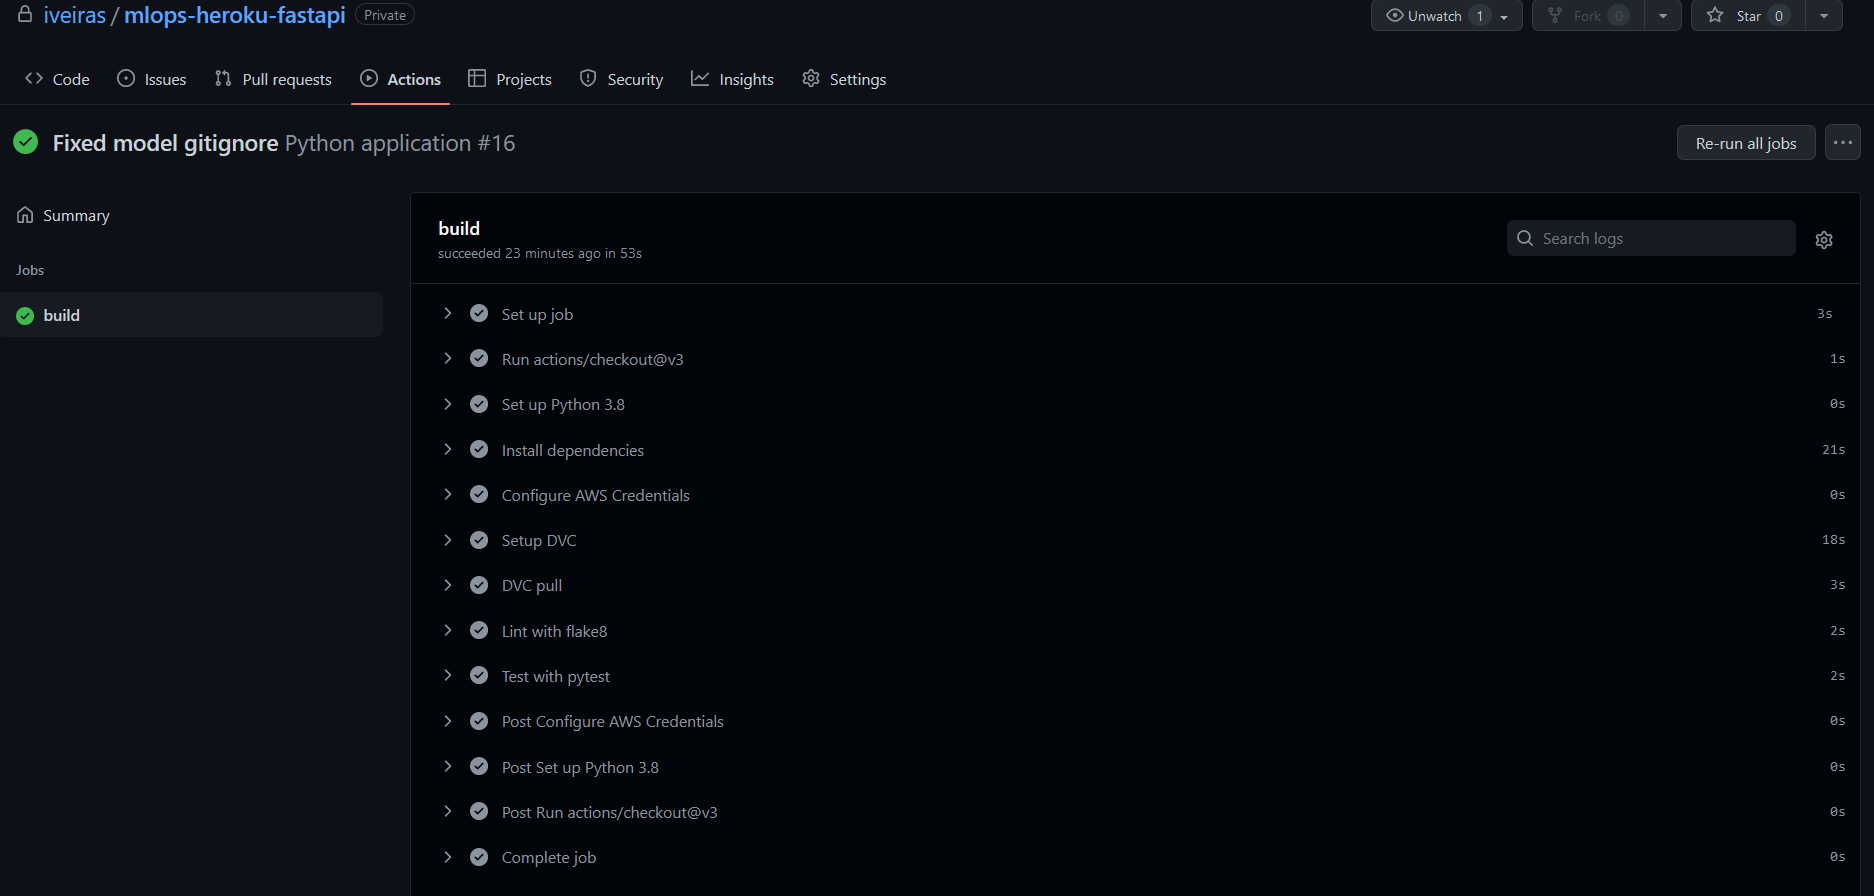 iveiras / mlops-heroku-fastapi Private Unwatch 1 Fork 0 Star 0
Code Issues Pull requests Actions Projects Security Insights Settings
Fixed model gitignore Python application #16 Re-run all jobs ...
Summary
Jobs
build
build
succeeded 23 minutes ago in 53s
Search logs
Set up job 3s
Run actions/checkout@v3 1s
Set up Python 3.8 0s
Install dependencies 21s
Configure AWS Credentials 0s
Setup DVC 18s
DVC pull 3s
Lint with flake8 2s
Test with pytest 2s
Post Configure AWS Credentials 0s
Post Set up Python 3.8 0s
Post Run actions/checkout@v3 0s
Complete job 0s